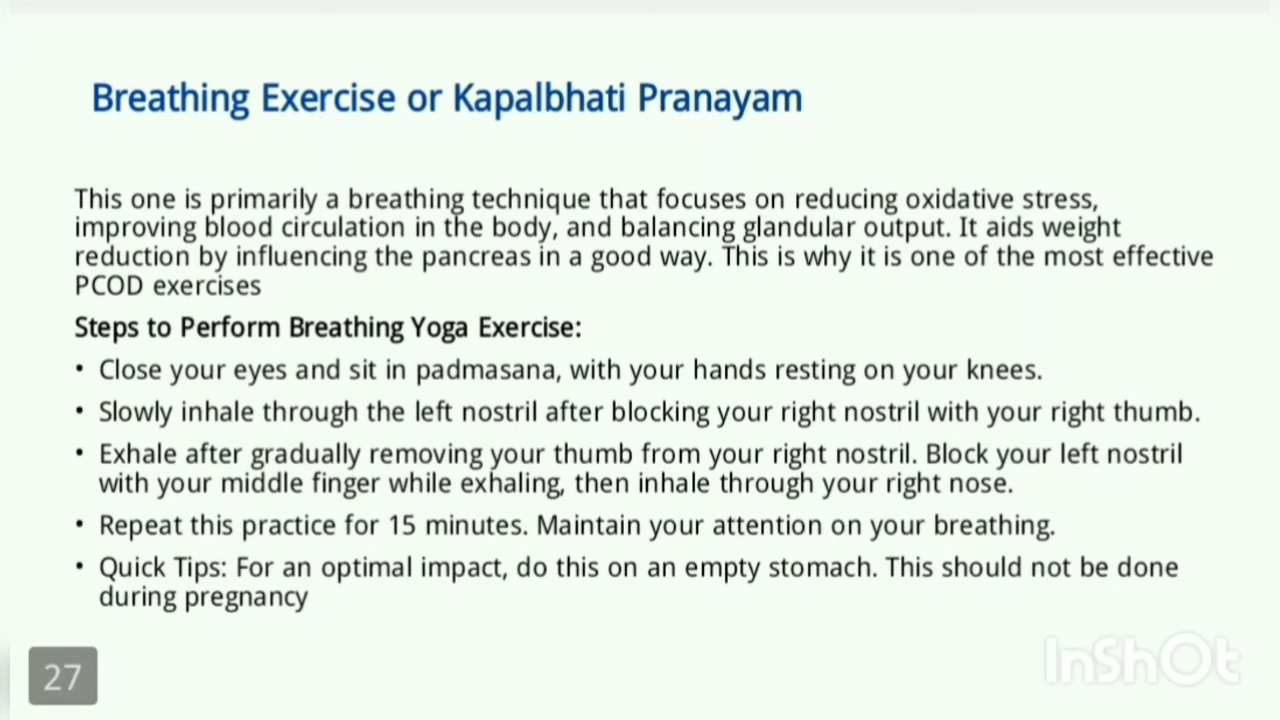 Breathing Exercise or Kapalbhati Pranayam
This one is primarily a breathing technique that focuses on reducing oxidative stress,
improving blood circulation in the body, and balancing glandular output. It aids weight
reduction by influencing the pancreas in a good way. This is why it is one of the most effective
PCOD exercises
Steps to Perform Breathing Yoga Exercise:
• Close your eyes and sit in padmasana, with your hands resting on your knees.
• Slowly inhale through the left nostril after blocking your right nostril with your right thumb.
• Exhale after gradually removing your thumb from your right nostril. Block your left nostril
with your middle finger while exhaling, then inhale through your right nose.
• Repeat this practice for 15 minutes. Maintain your attention on your breathing.
• Quick Tips: For an optimal impact, do this on an empty stomach. This should not be done
during pregnancy
27
InShOt